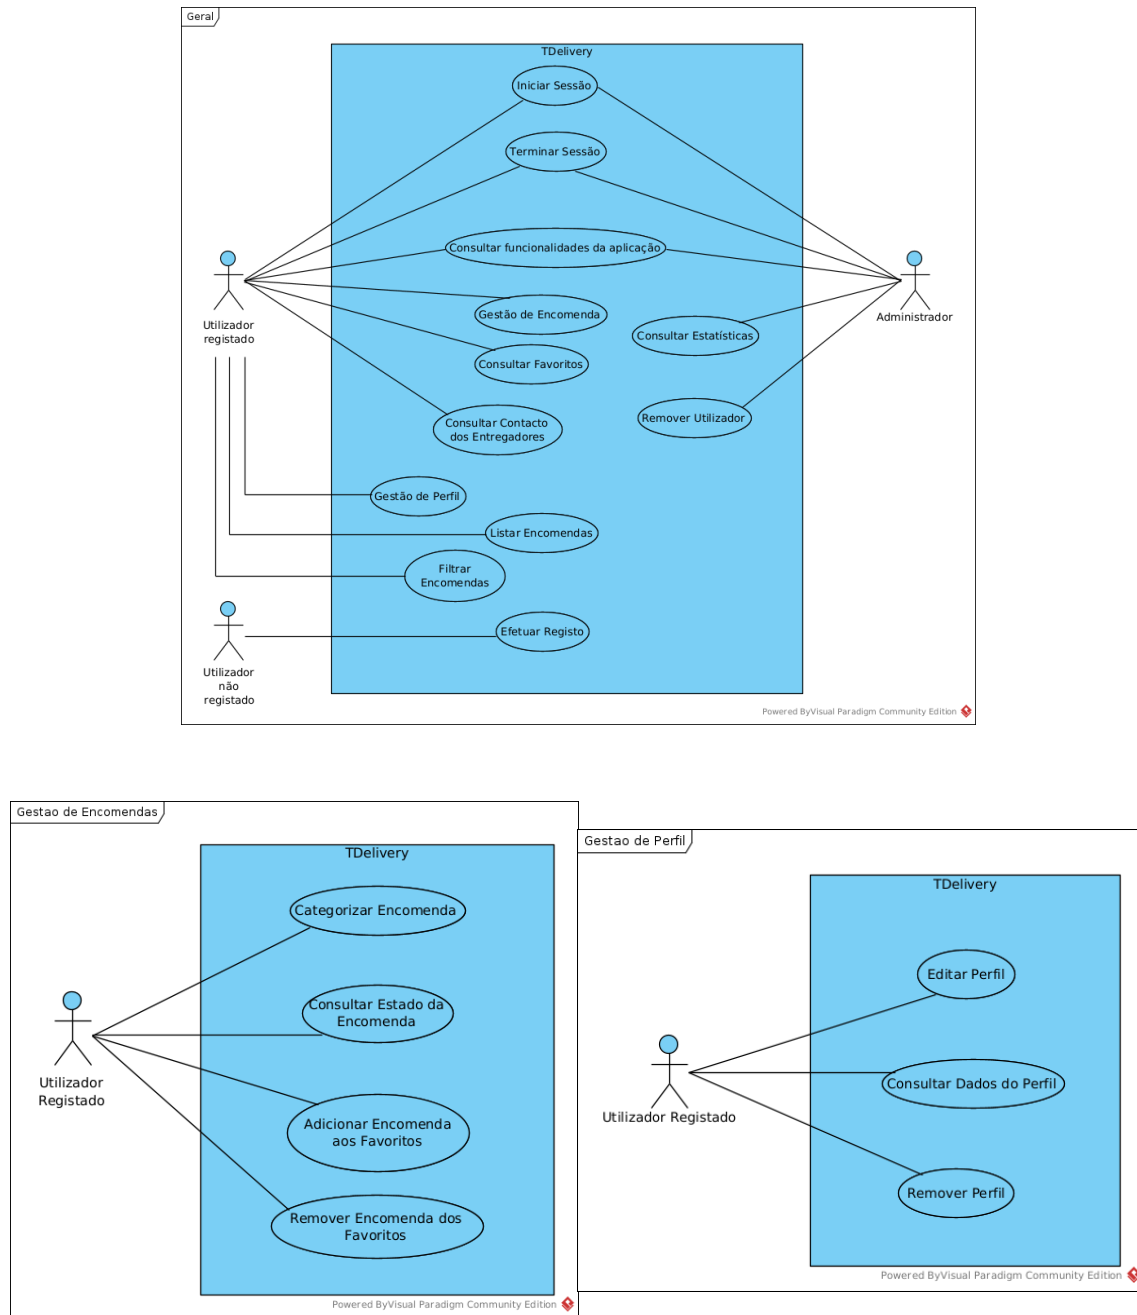 Geral
TDelivery
Iniciar Sessão
Terminar Sessão
Consultar funcionalidades da aplicação
Gestão de Encomenda
Consultar Estatísticas
Consultar Favoritos
Consultar Contacto
dos Entregadores
Remover Utilizador
Utilizador
registado
Administrador
Gestão de Perfil
Listar Encomendas
Filtrar
Encomendas
Efetuar Registo
Utilizador
não
registado
Powered ByVisual Paradigm Community Edition
Gestao de Encomendas
TDelivery
Categorizar Encomenda
Consultar Estado da
Encomenda
Utilizador
Registado
Adicionar Encomenda
aos Favoritos
Remover Encomenda dos
Favoritos
Powered ByVisual Paradigm Community Edition
Gestao de Perfil
TDelivery
Editar Perfil
Consultar Dados do Perfil
Utilizador Registado
Remover Perfil
Powered ByVisual Paradigm Community Edition